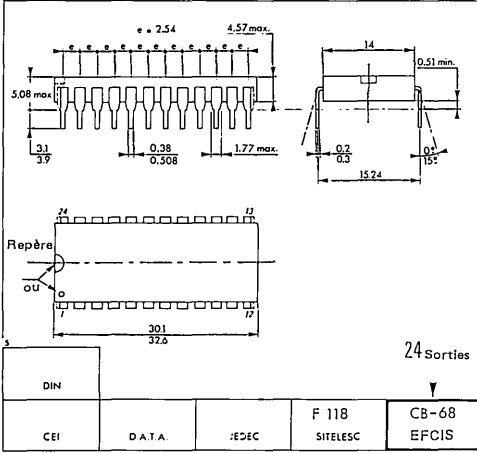 e = 2.54
4.57 max.
14
e e e e e e e e e e e
0.51 min.
5,08 max
3.1
3.9
0.38
0.508
1.77 max.
0.2
0.3
0°
15°
15.24
24
13
Repère
ou
1
12
30.1
32.6
s
24 Sorties
DIN
CEI
D.A.T.A.
JEDEC
F 118
SITELESC
CB-68
EFCIS